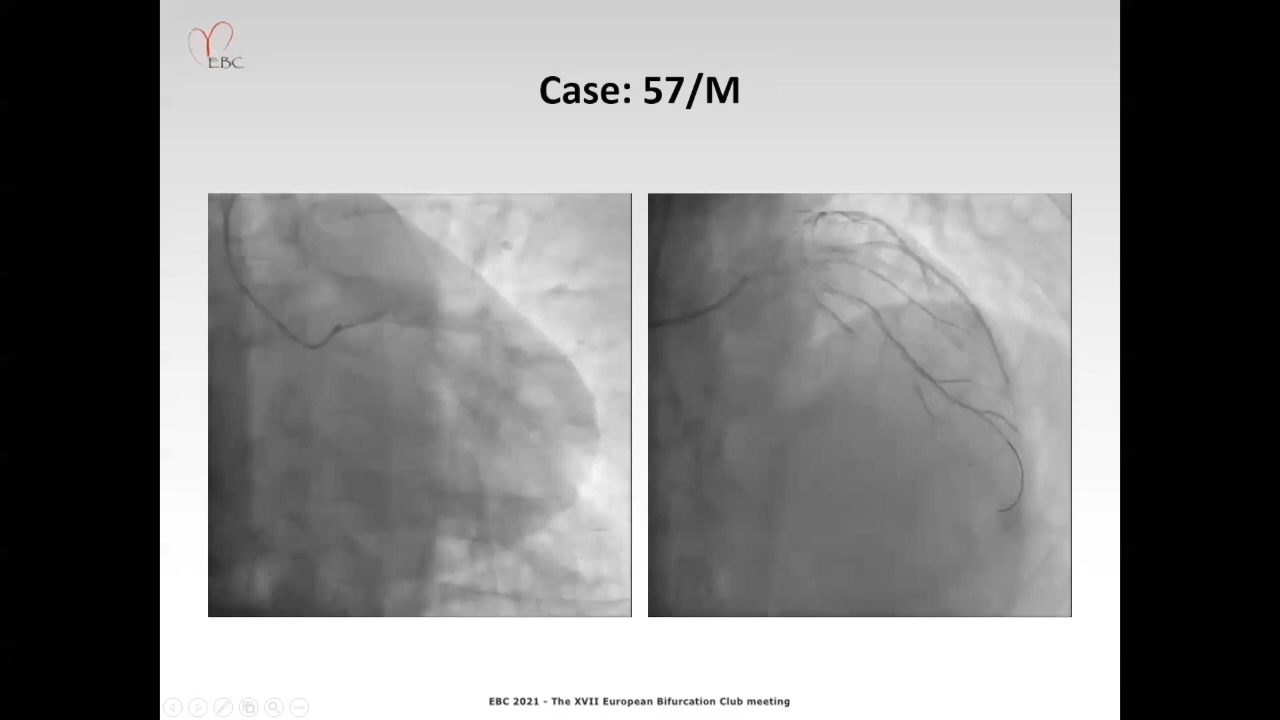 EBC
Case: 57/M
EBC 2021 - The XVII European Bifurcation Club meeting